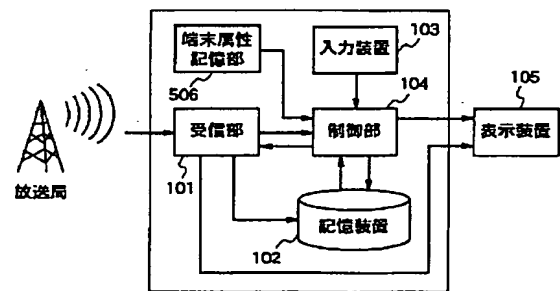 端末属性
記憶部
506
入力装置
103
104
105
受信部
101
制御部
表示装置
放送局
記憶装置
102